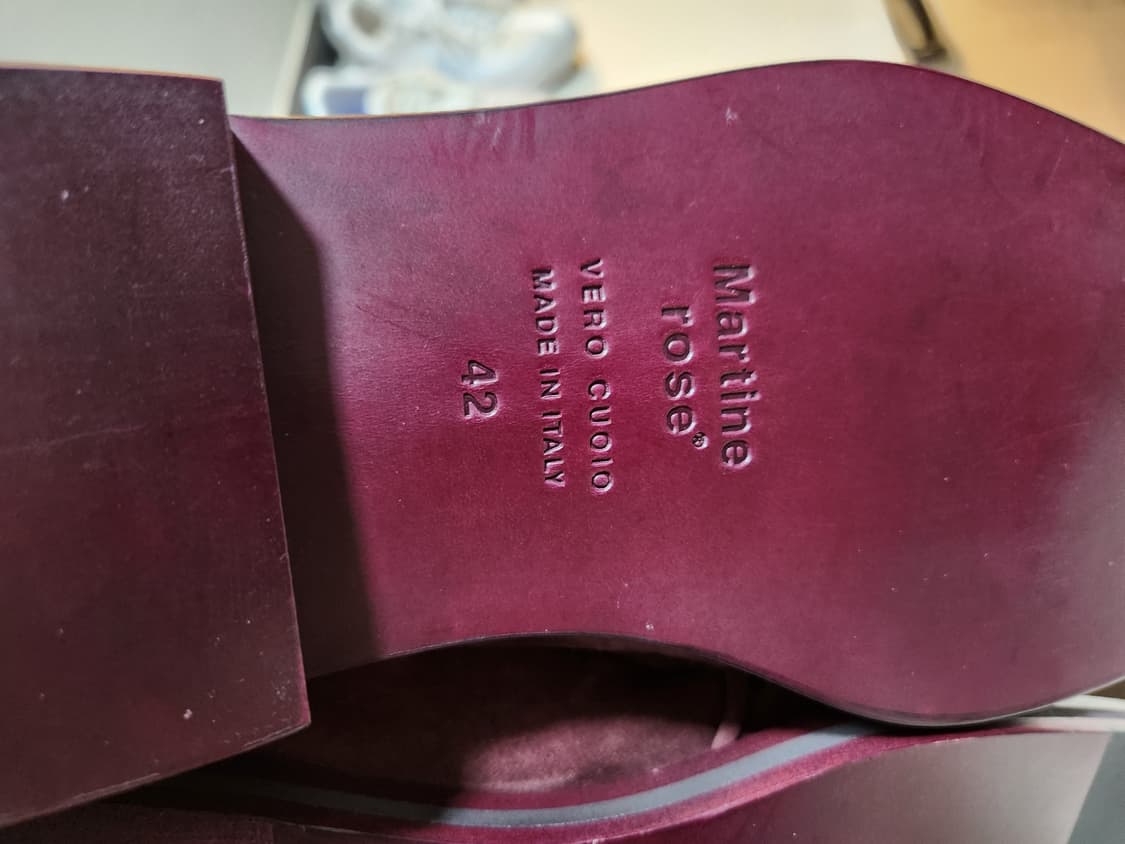 Martine
rose®
VERO CUOIO
MADE IN ITALY
42